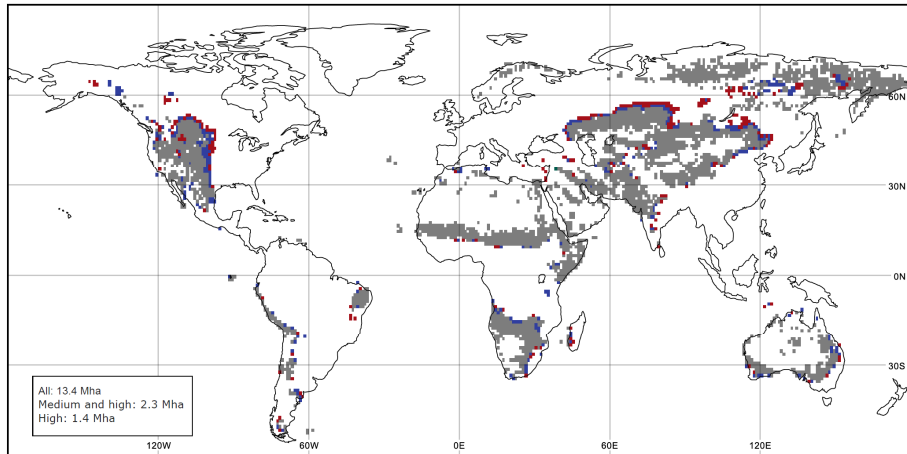 60N
30N
0N
30S
All: 13.4 Mha
Medium and high: 2.3 Mha
High: 1.4 Mha
120W
60W
0E
60E
120E